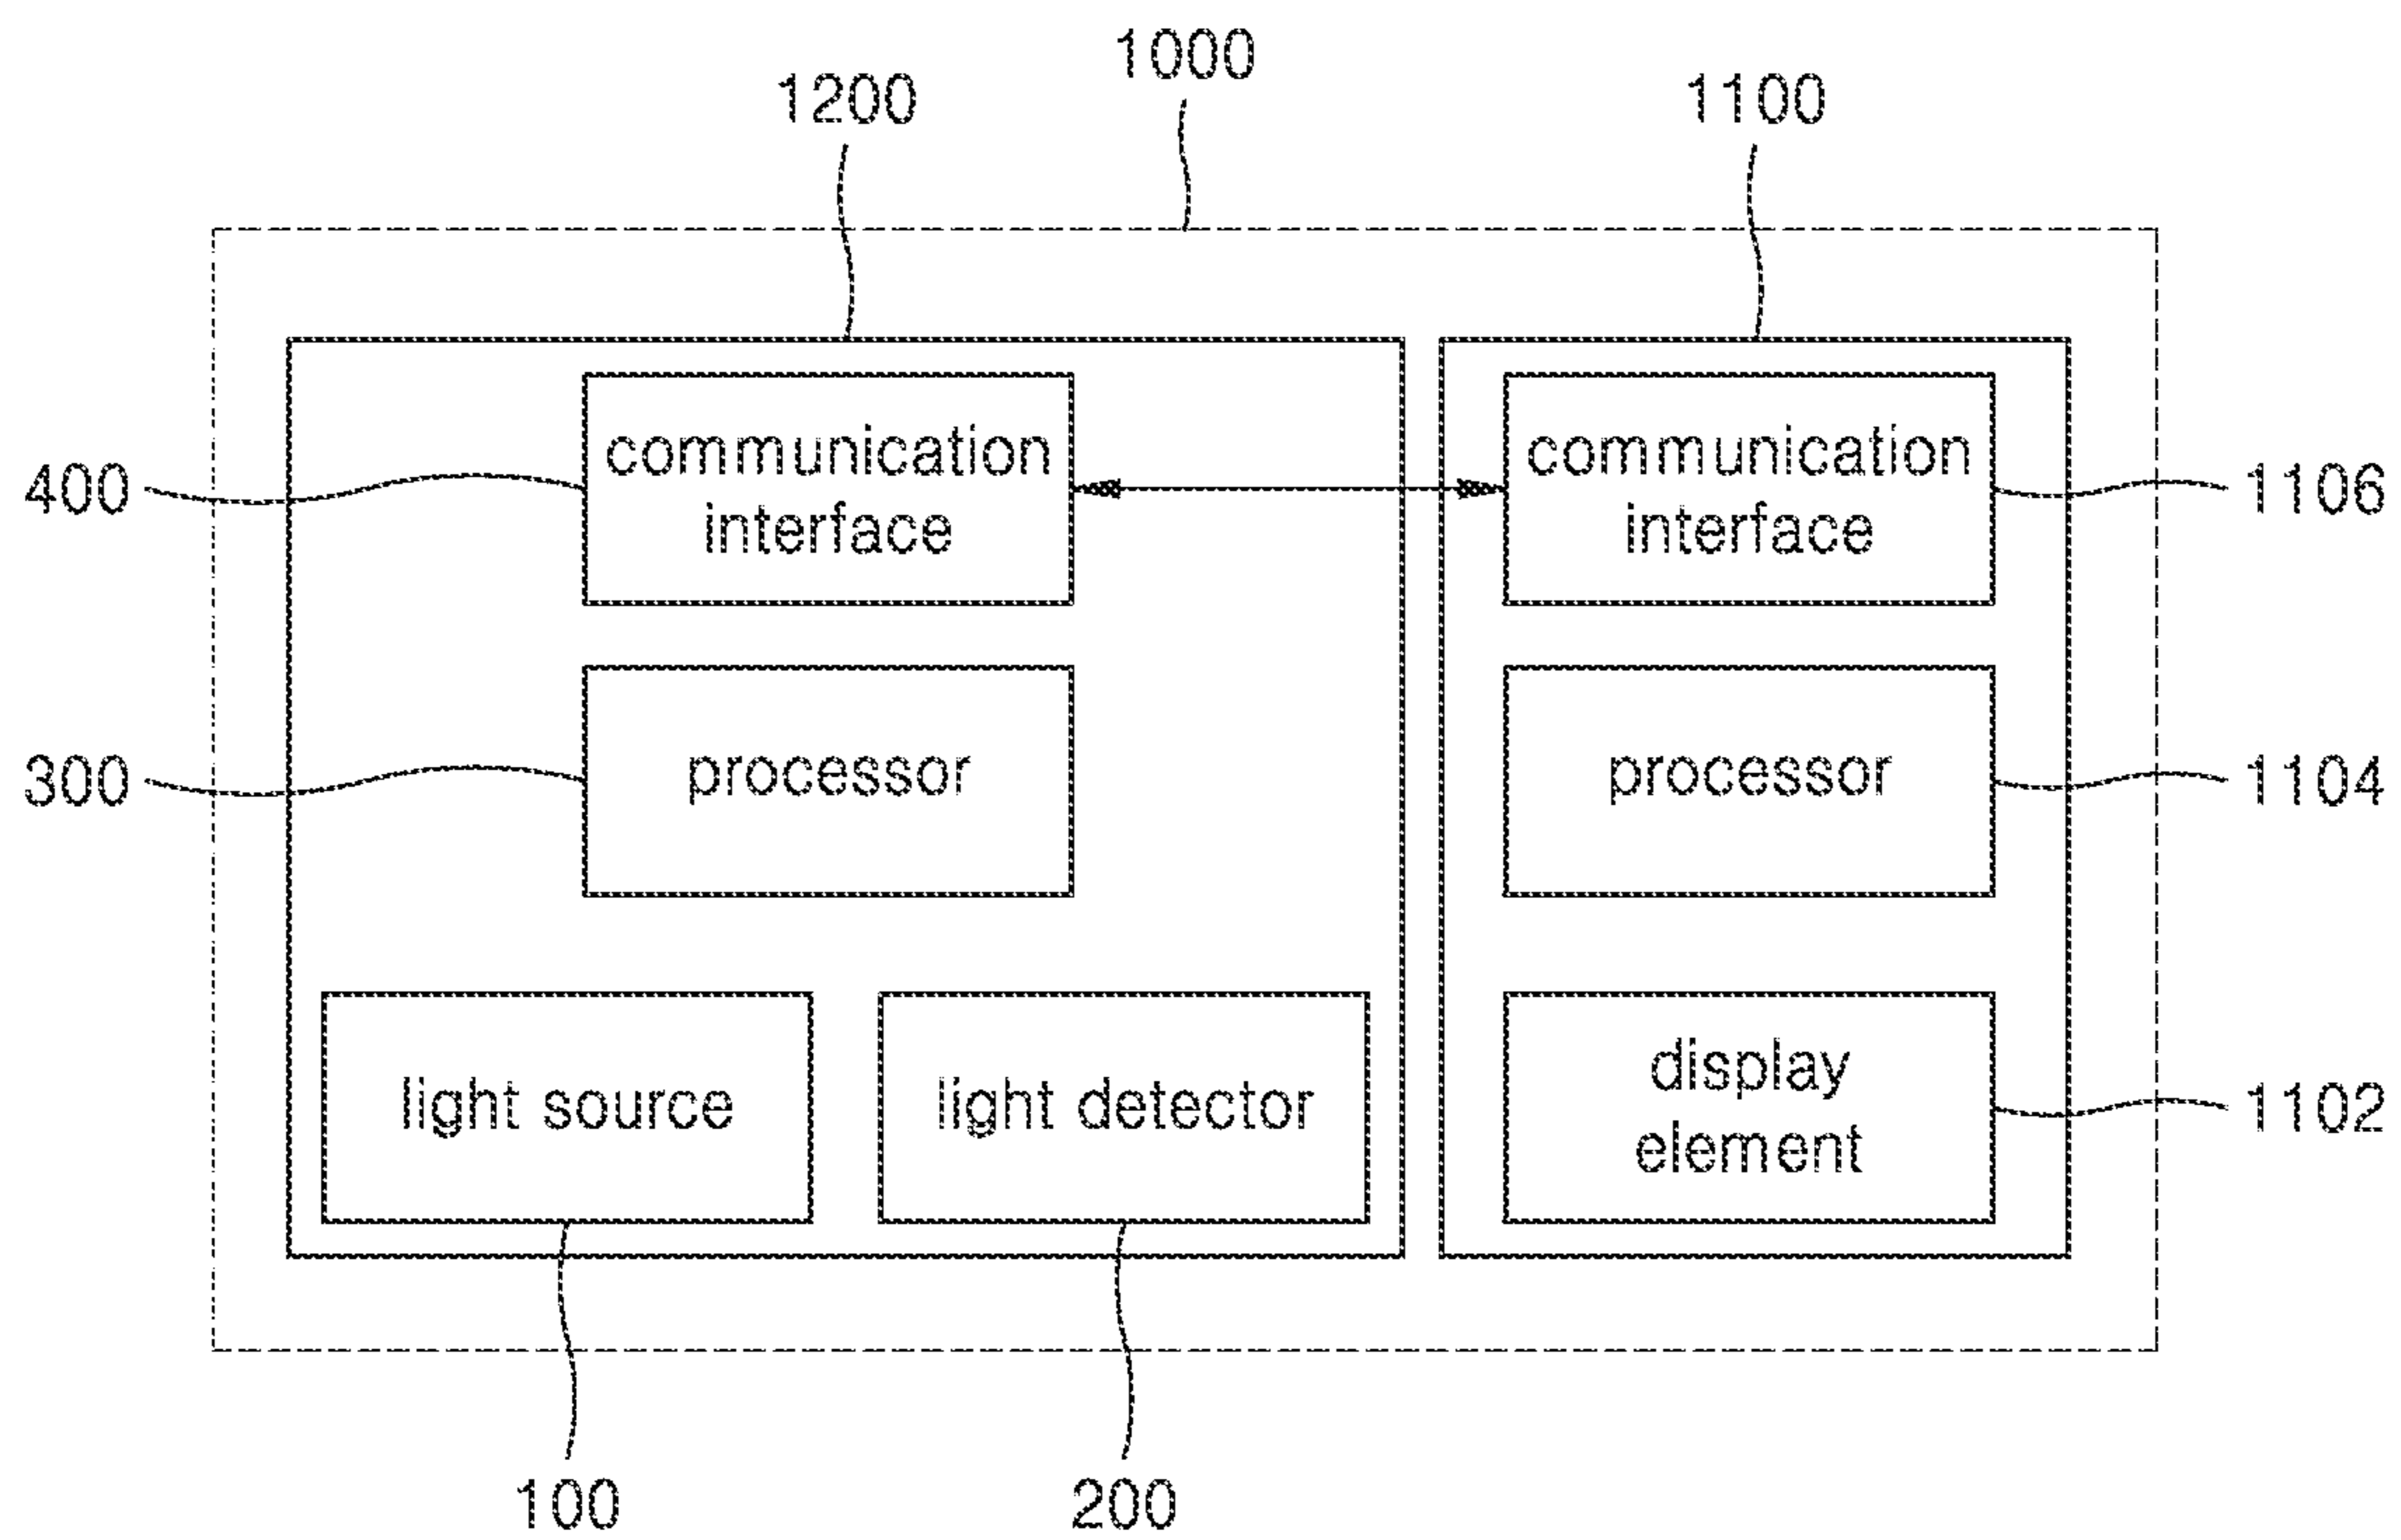 1000
1200
1100
communication
interface
400
communication
interface
1106
processor
300
processor
1104
light source
light detector
display
element
1102
100
200